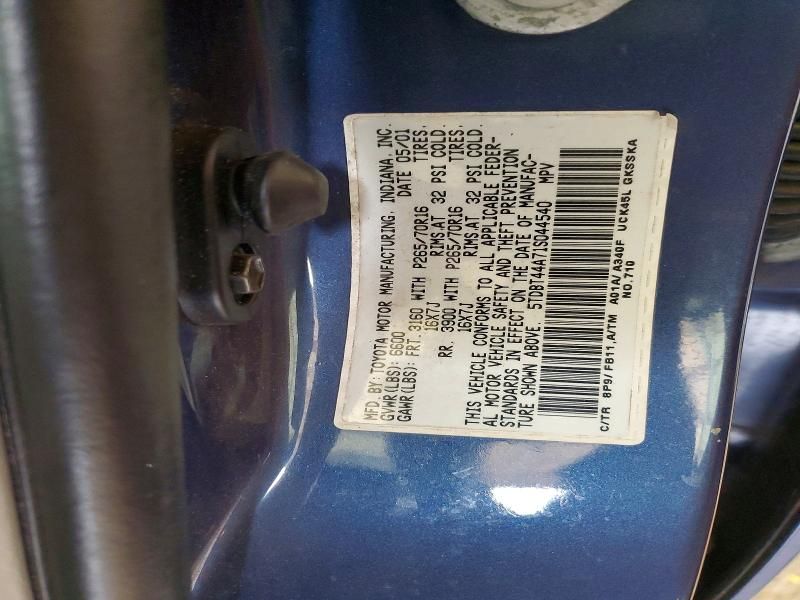 MFD. BY: TOYOTA MOTOR MANUFACTURING, INDIANA, INC.
GVWR(LBS): 6600 DATE 05/01
GAWR(LBS): FRT. 3160 WITH P265/70R16 TIRES,
16X7J RIMS,AT 32 PSI COLD.
RR. 3900 WITH P265/70R16 TIRES,
16X7J RIMS,AT 32 PSI COLD.
THIS VEHICLE CONFORMS TO ALL APPLICABLE FEDER-
AL MOTOR VEHICLE SAFETY AND THEFT PREVENTION
STANDARDS IN EFFECT ON THE DATE OF MANUFAC-
TURE SHOWN ABOVE. 5TDBT44A71S044540 MPV
C/TR 8P9/FB11,A/TM A01A/A340F UCK45L GKSSKA
NO.710